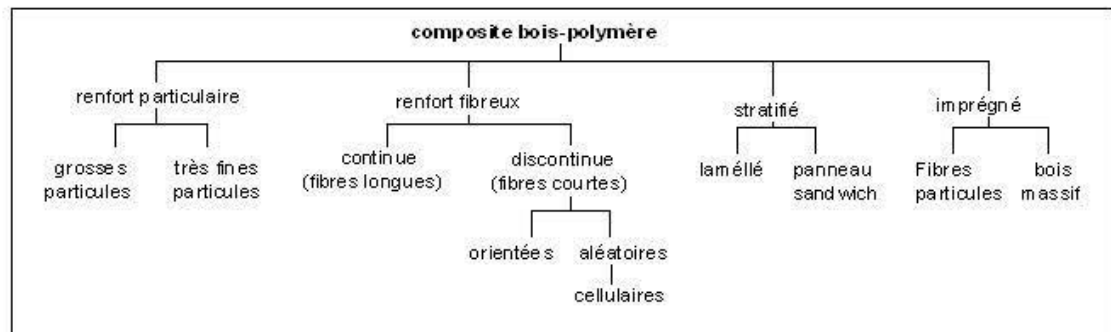 composite bois-polymère
renfort particulaire
renfort fibreux
stratifié
imprégné
grosses
particules
très fines
particules
continue
(fibres longues)
discontinue
(fibres courtes)
laméllé
panneau
sandwich
Fibres
particules
bois
massif
orientées
aléatoires
cellulaires